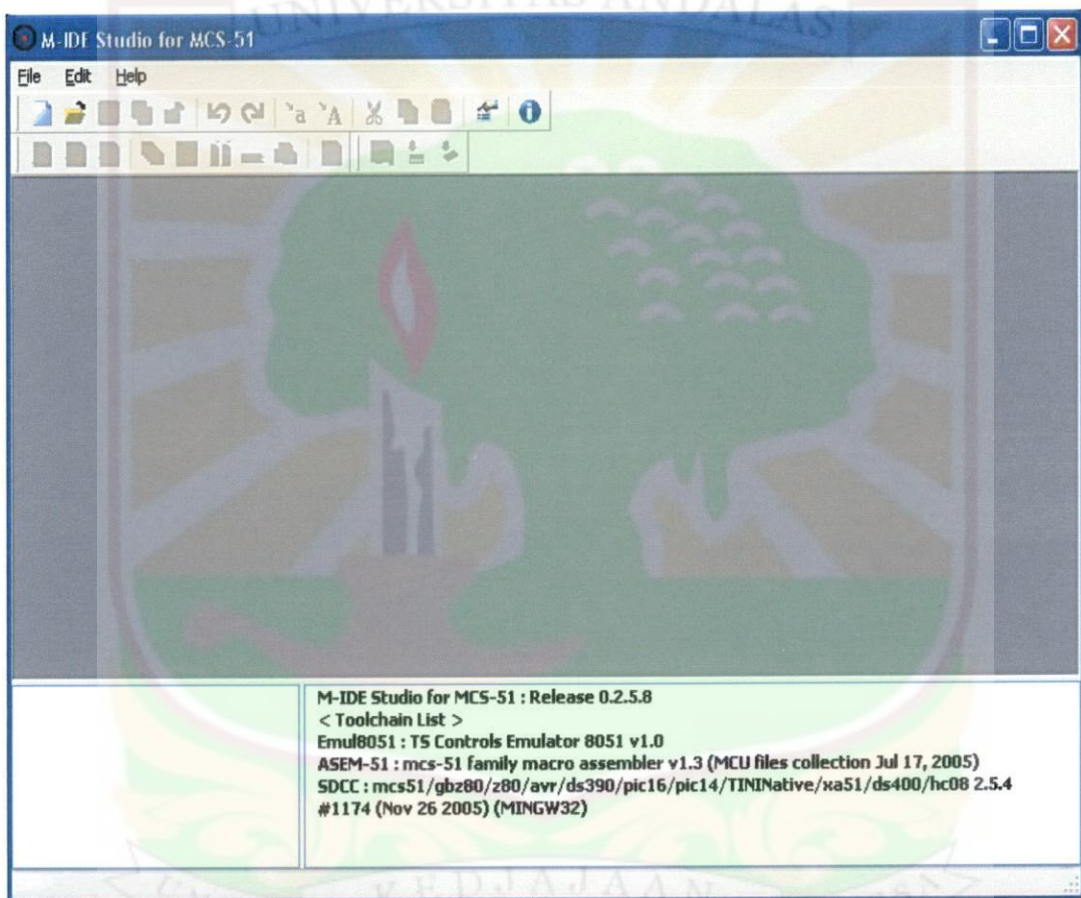 UNIVERSITAS ANDALAS
M-IDE Studio for MCS-51
File Edit Help
M-IDE Studio for MCS-51 : Release 0.2.5.8
< Toolchain List >
Emul8051 : TS Controls Emulator 8051 v1.0
ASEM-51 : mcs-51 family macro assembler v1.3 (MCU files collection Jul 17, 2005)
SDCC : mcs51/gbz80/z80/avr/ds390/pic16/pic14/TININative/xa51/ds400/hc08 2.5.4
#1174 (Nov 26 2005) (MINGW32)
KEDJAJAAN